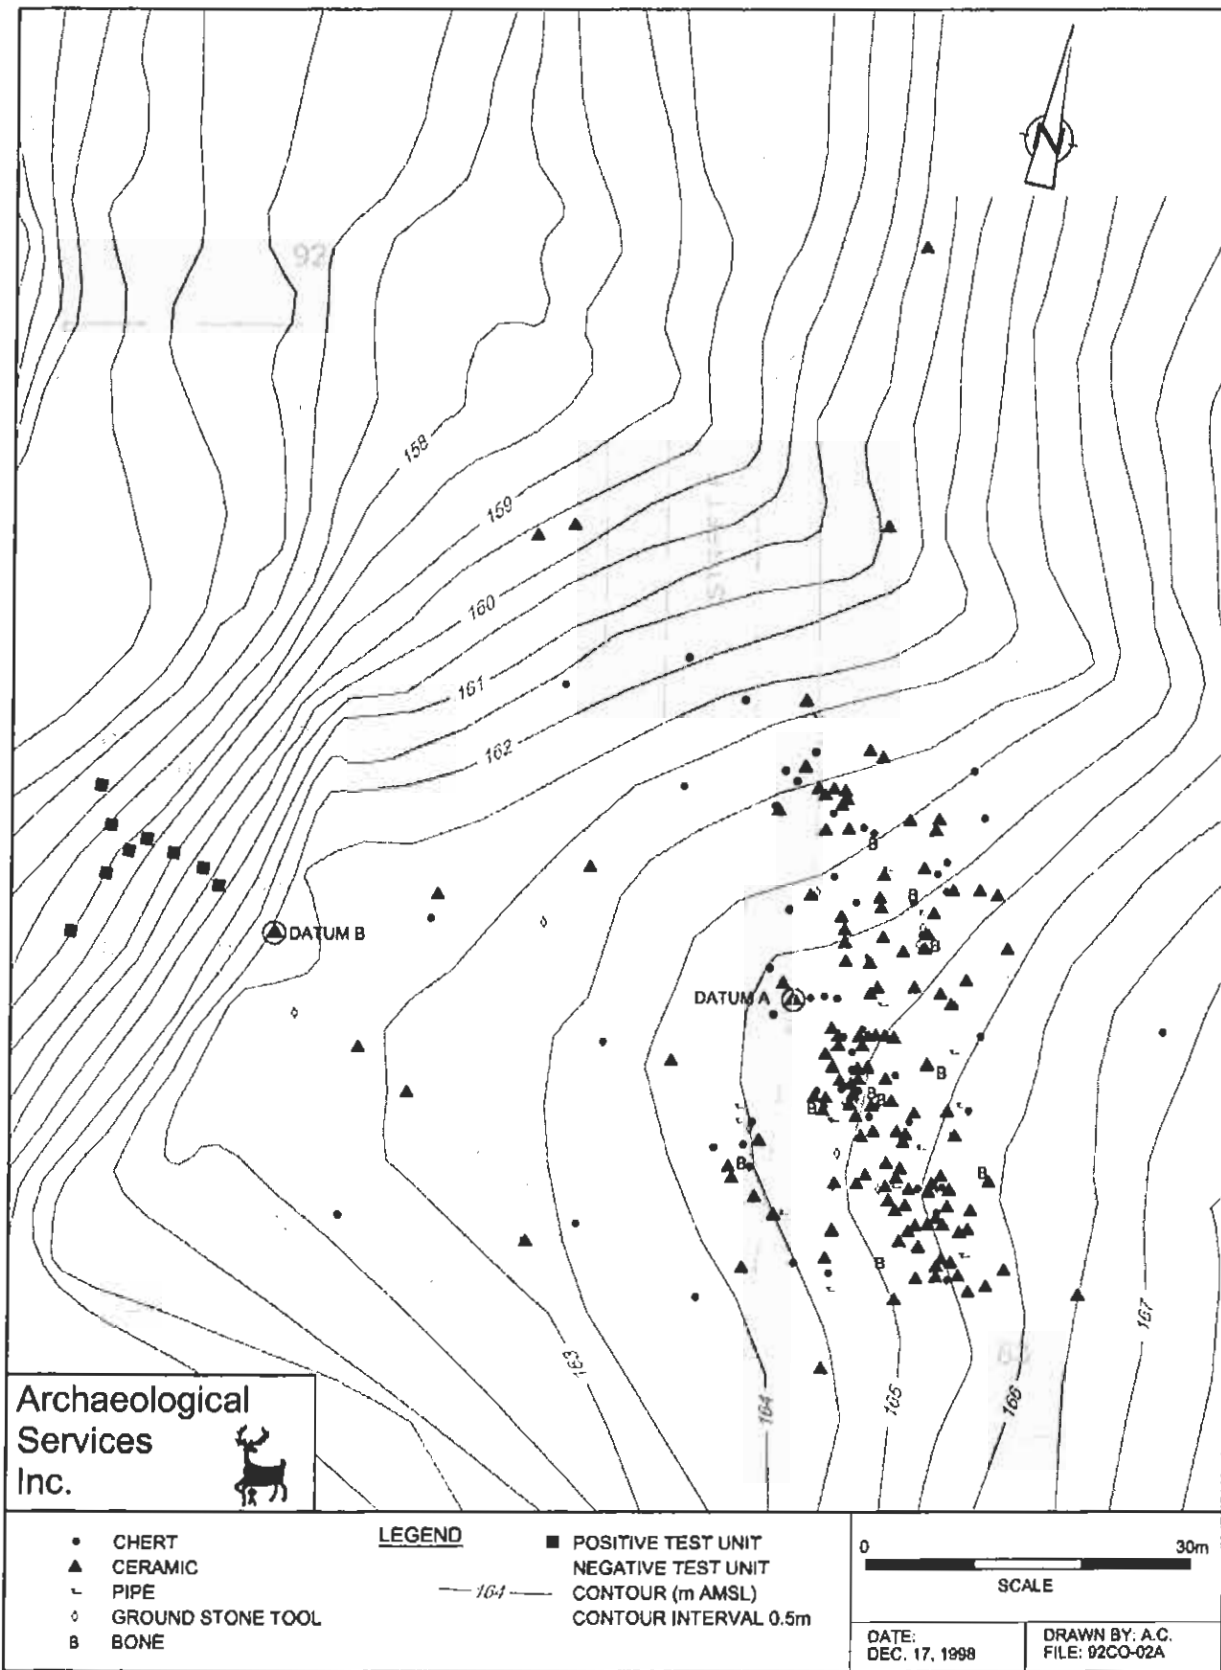 N
92
158
159
STREET F
160
161
162
B
B
DATUM B
B
DATUM A
B
B
B
B
B
B
B
167
163
164
165
166
Archaeological
Services
Inc.
LEGEND
CHERT
CERAMIC
PIPE
GROUND STONE TOOL
B BONE
POSITIVE TEST UNIT
NEGATIVE TEST UNIT
164 CONTOUR (m AMSL)
CONTOUR INTERVAL 0.5m
0 30m
SCALE
DATE:
DEC. 17, 1998
DRAWN BY: A.C.
FILE: 92CO-02A